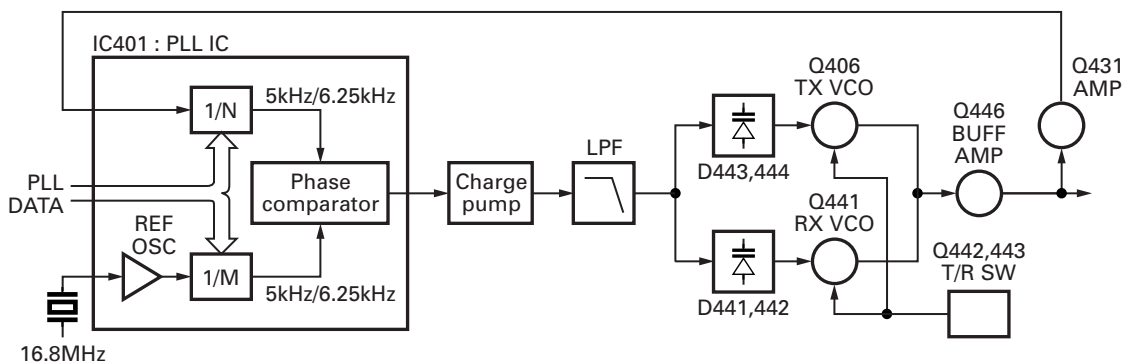 IC401 : PLL IC
1/N
5kHz/6.25kHz
PLL
DATA
Phase
comparator
REF
OSC
1/M
5kHz/6.25kHz
16.8MHz
Charge
pump
LPF
D443,444
D441,442
Q406
TX VCO
Q441
RX VCO
Q446
BUFF
AMP
Q431
AMP
Q442,443
T/R SW